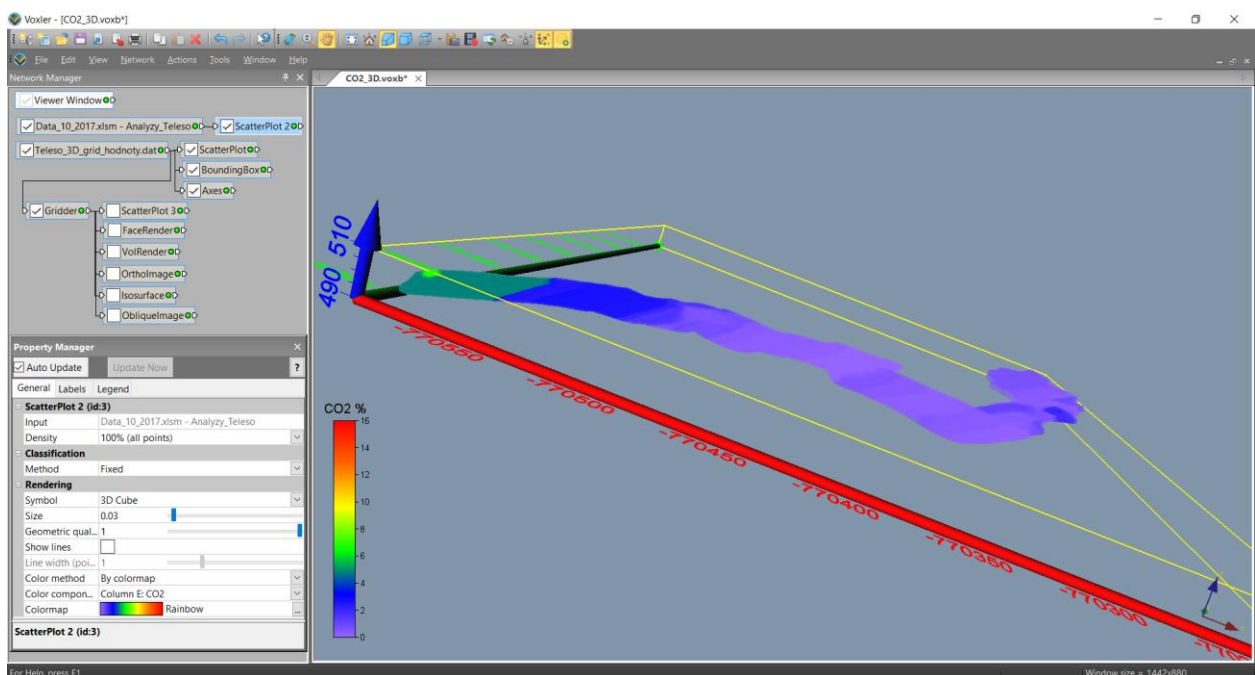 Voxler - [CO2_3D.voxb*]
File Edit View Network Actions Tools Window Help
Network Manager
CO2_3D.voxb*
Viewer Window
Data_10_2017.xlsm - Analyzy_Teleso
ScatterPlot 2
Teleso_3D_grid_hodnoty.dat
ScatterPlot
BoundingBox
Axes
Gridder
ScatterPlot 3
FaceRender
VolRender
OrthoImage
Isosurface
ObliqueImage
Property Manager
Auto Update Update Now ?
General Labels Legend
ScatterPlot 2 (id:3)
Input Data_10_2017.xlsm - Analyzy_Teleso
Density 100% (all points)
Classification
Method Fixed
Rendering
Symbol 3D Cube
Size 0.03
Geometric qual... 1
Show lines
Line width (poi... 1
Color method By colormap
Color compon... Column E: CO2
Colormap Rainbow ...
ScatterPlot 2 (id:3)
510
490
-770550
-770500
-770450
-770400
-770350
-770300
CO2 %
16
14
12
10
8
6
4
2
0
For Help, press F1
Window size = 1442x880